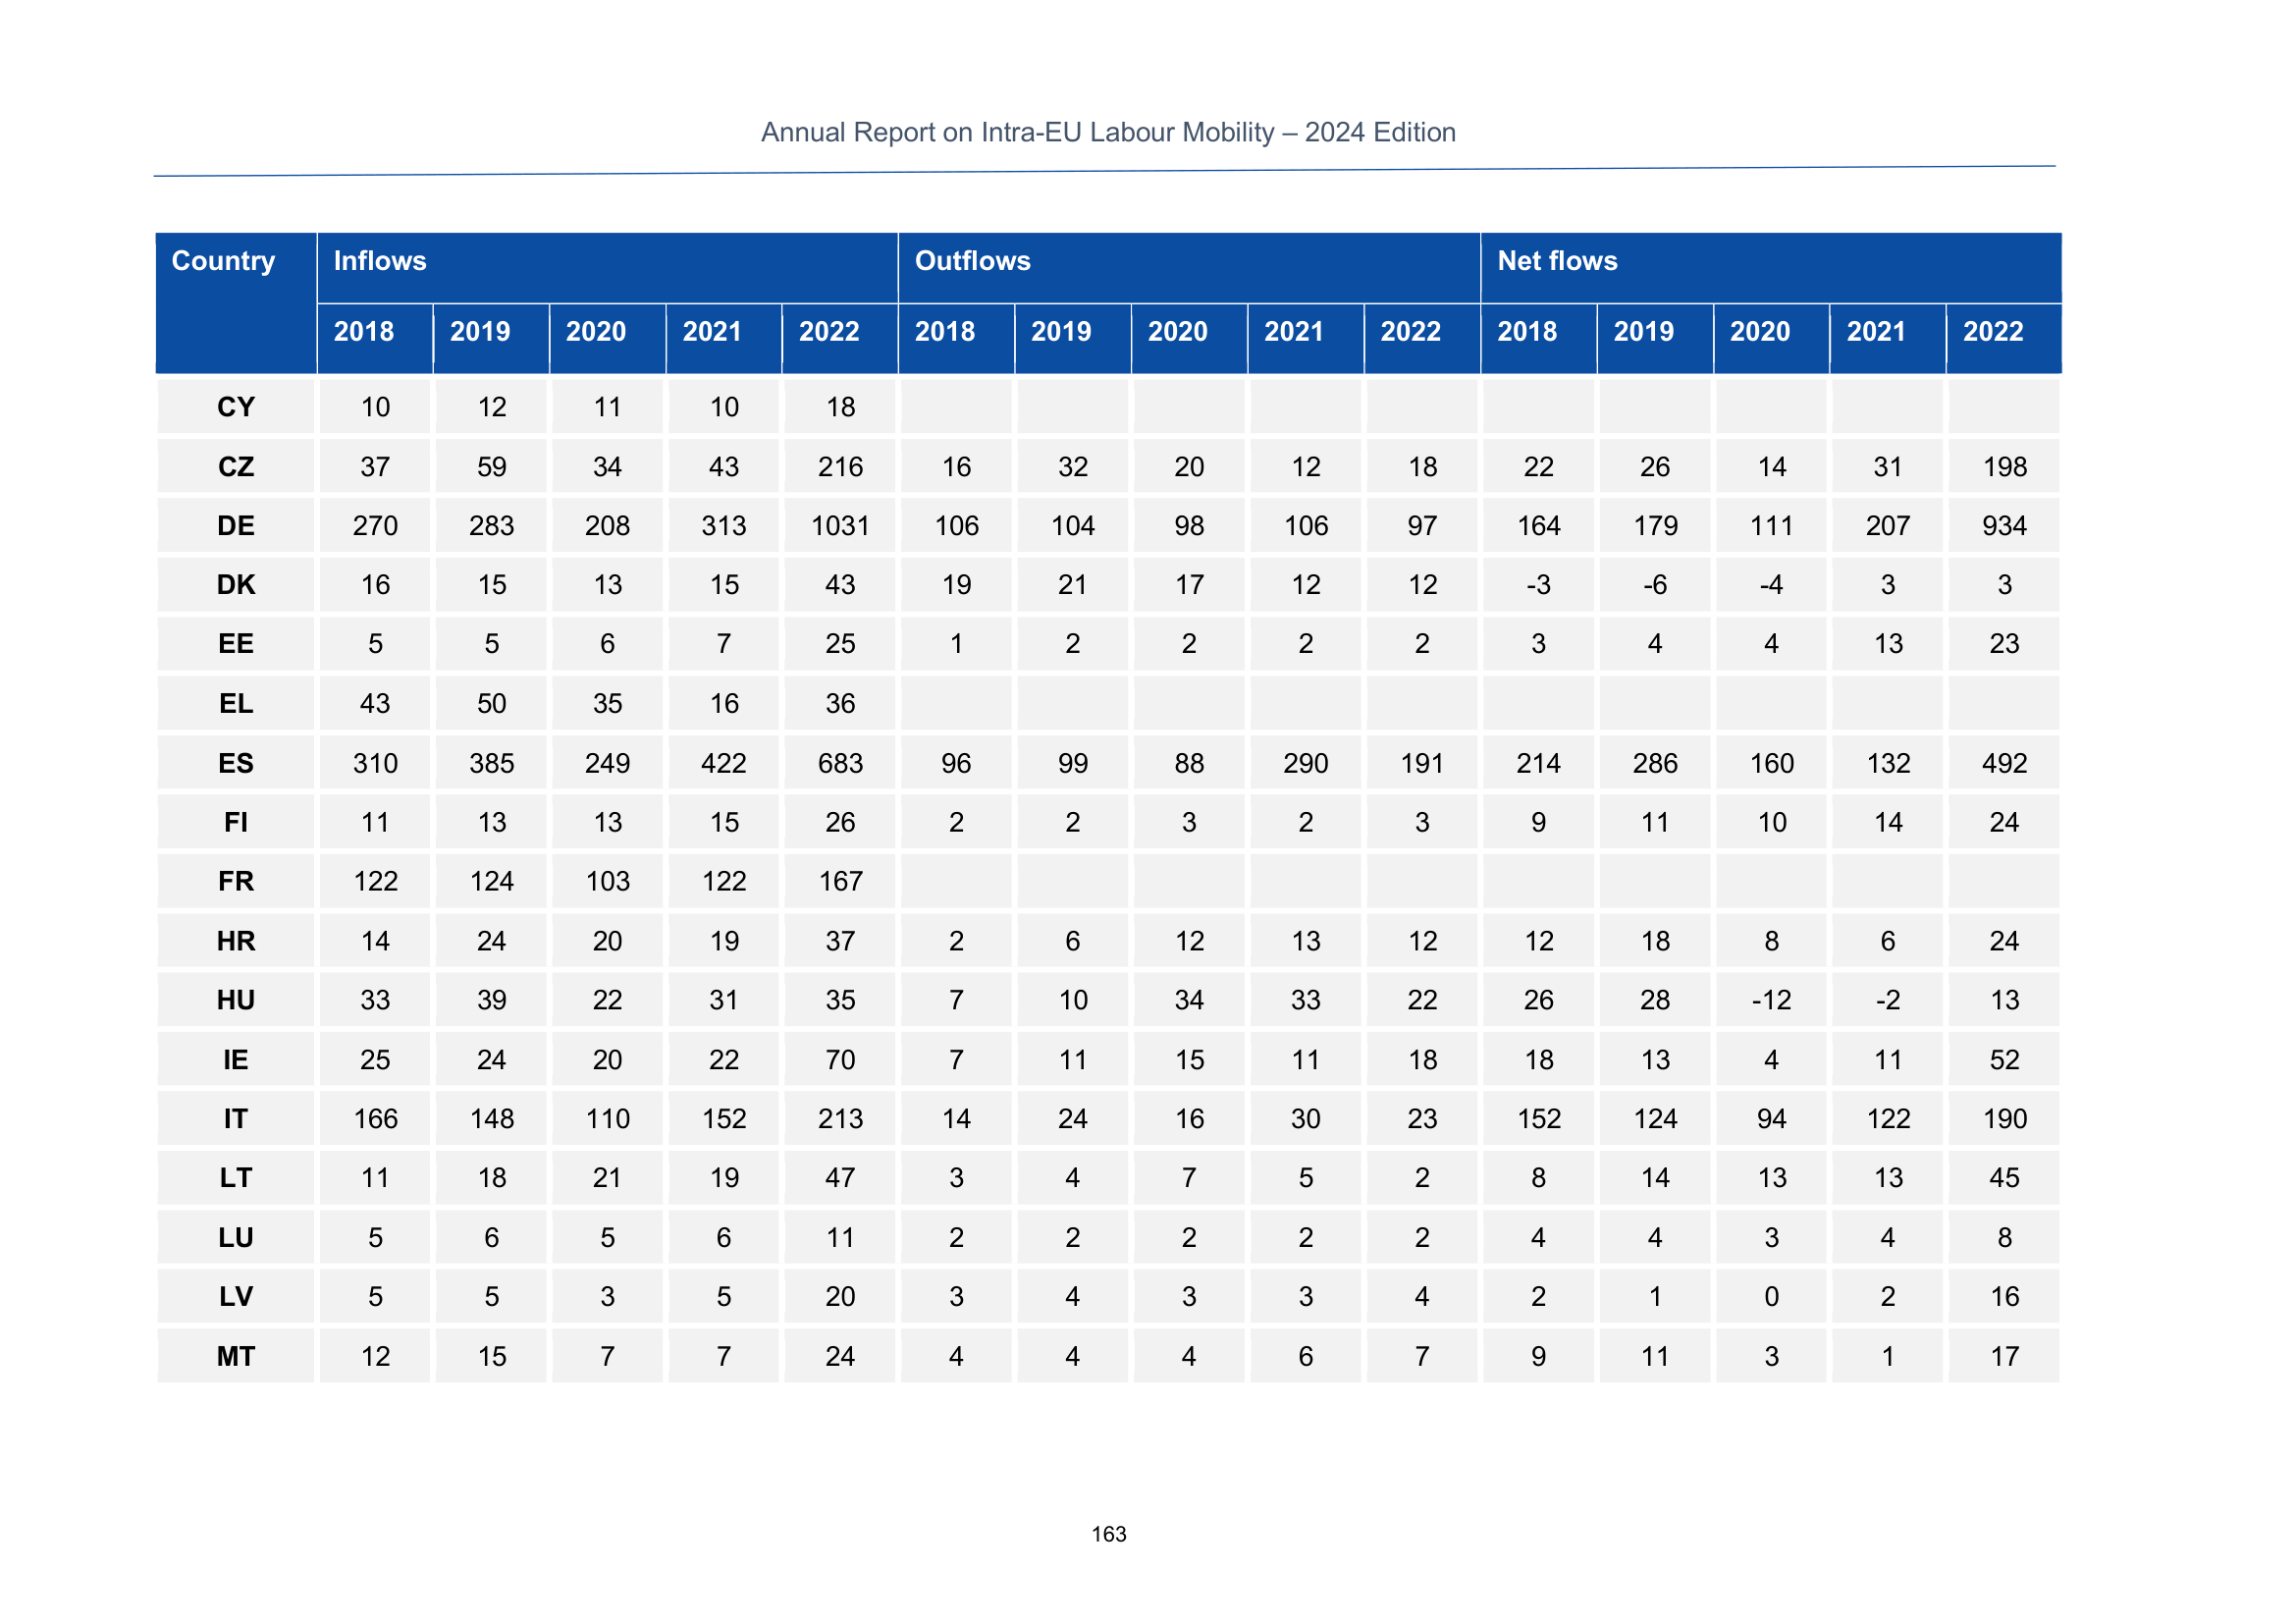 Annual Report on Intra-EU Labour Mobility – 2024 Edition
Country Inflows Outflows Net flows
2018 2019 2020 2021 2022 2018 2019 2020 2021 2022 2018 2019 2020 2021 2022
CY 10 12 11 10 18
CZ 37 59 34 43 216 16 32 20 12 18 22 26 14 31 198
DE 270 283 208 313 1031 106 104 98 106 97 164 179 111 207 934
DK 16 15 13 15 43 19 21 17 12 12 -3 -6 -4 3 3
EE 5 5 6 7 25 1 2 2 2 2 3 4 4 13 23
EL 43 50 35 16 36
ES 310 385 249 422 683 96 99 88 290 191 214 286 160 132 492
FI 11 13 13 15 26 2 2 3 2 3 9 11 10 14 24
FR 122 124 103 122 167
HR 14 24 20 19 37 2 6 12 13 12 12 18 8 6 24
HU 33 39 22 31 35 7 10 34 33 22 26 28 -12 -2 13
IE 25 24 20 22 70 7 11 15 11 18 18 13 4 11 52
IT 166 148 110 152 213 14 24 16 30 23 152 124 94 122 190
LT 11 18 21 19 47 3 4 7 5 2 8 14 13 13 45
LU 5 6 5 6 11 2 2 2 2 2 4 4 3 4 8
LV 5 5 3 5 20 3 4 3 3 4 2 1 0 2 16
MT 12 15 7 7 24 4 4 4 6 7 9 11 3 1 17
163